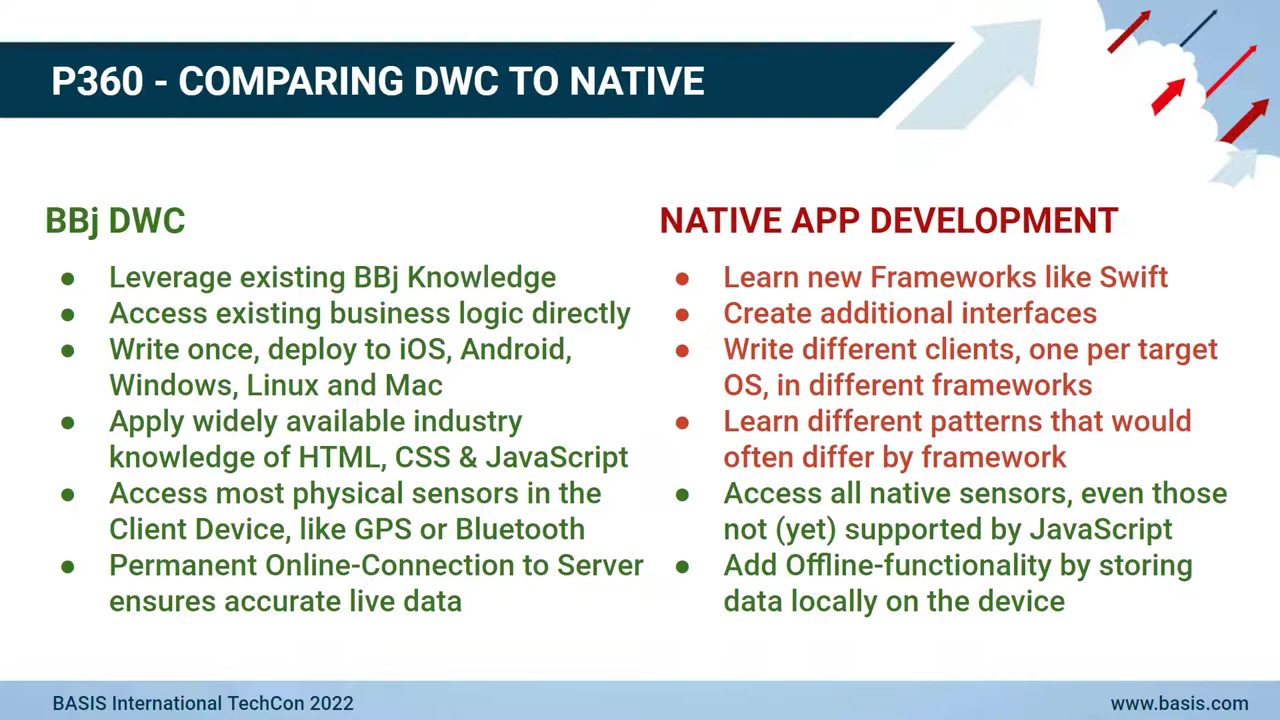 P360 - COMPARING DWC TO NATIVE
BBj DWC
● Leverage existing BBj Knowledge
● Access existing business logic directly
● Write once, deploy to iOS, Android,
Windows, Linux and Mac
● Apply widely available industry
knowledge of HTML, CSS & JavaScript
● Access most physical sensors in the
Client Device, like GPS or Bluetooth
● Permanent Online-Connection to Server
ensures accurate live data
NATIVE APP DEVELOPMENT
● Learn new Frameworks like Swift
● Create additional interfaces
● Write different clients, one per target
OS, in different frameworks
● Learn different patterns that would
often differ by framework
● Access all native sensors, even those
not (yet) supported by JavaScript
● Add Offline-functionality by storing
data locally on the device
BASIS International TechCon 2022
www.basis.com